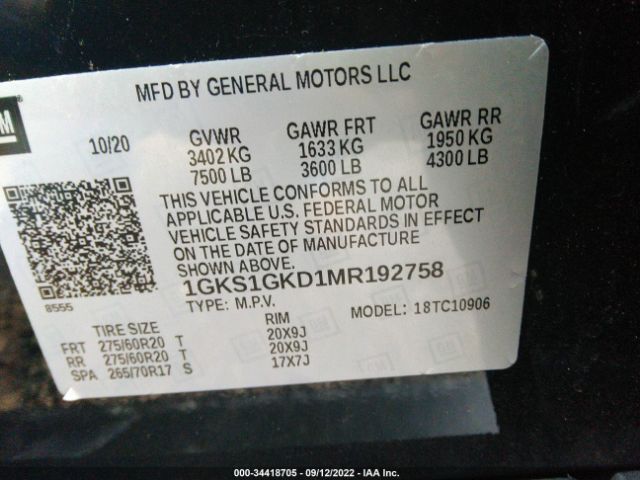 MFD BY GENERAL MOTORS LLC
GM
10/20 GVWR GAWR FRT GAWR RR
3402 KG 1633 KG 1950 KG
7500 LB 3600 LB 4300 LB
THIS VEHICLE CONFORMS TO ALL
APPLICABLE U.S. FEDERAL MOTOR
VEHICLE SAFETY STANDARDS IN EFFECT
ON THE DATE OF MANUFACTURE
SHOWN ABOVE.
1GKS1GKD1MR192758
8555
TYPE: M.P.V. MODEL: 18TC10906
TIRE SIZE RIM
FRT 275/60R20 T 20X9J
RR 275/60R20 T 20X9J
SPA 265/70R17 S 17X7J
000-34418705 - 09/12/2022 - IAA Inc.